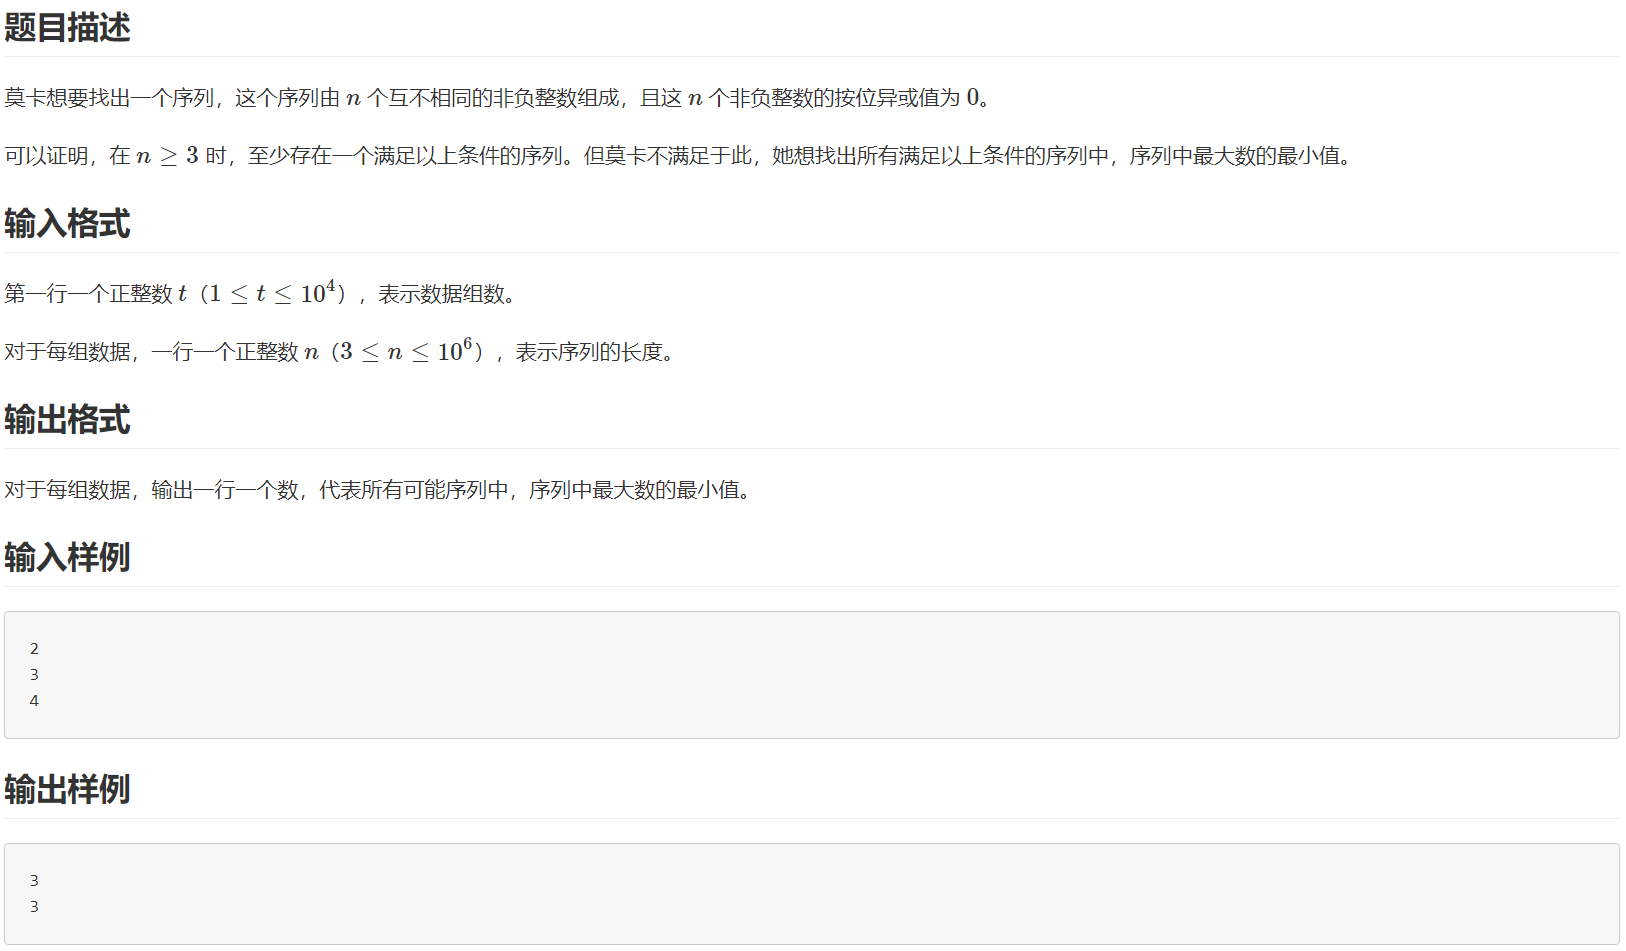 题目描述
莫卡想要找出一个序列，这个序列由 n 个互不相同的非负整数组成，且这 n 个非负整数的按位异或值为 0。
可以证明，在 n ≥ 3 时，至少存在一个满足以上条件的序列。但莫卡不满足于此，她想找出所有满足以上条件的序列中，序列中最大数的最小值。
输入格式
第一行一个正整数 t（1 ≤ t ≤ 10⁴），表示数据组数。
对于每组数据，一行一个正整数 n（3 ≤ n ≤ 10⁶），表示序列的长度。
输出格式
对于每组数据，输出一行一个数，代表所有可能序列中，序列中最大数的最小值。
输入样例
2
3
4
输出样例
3
3